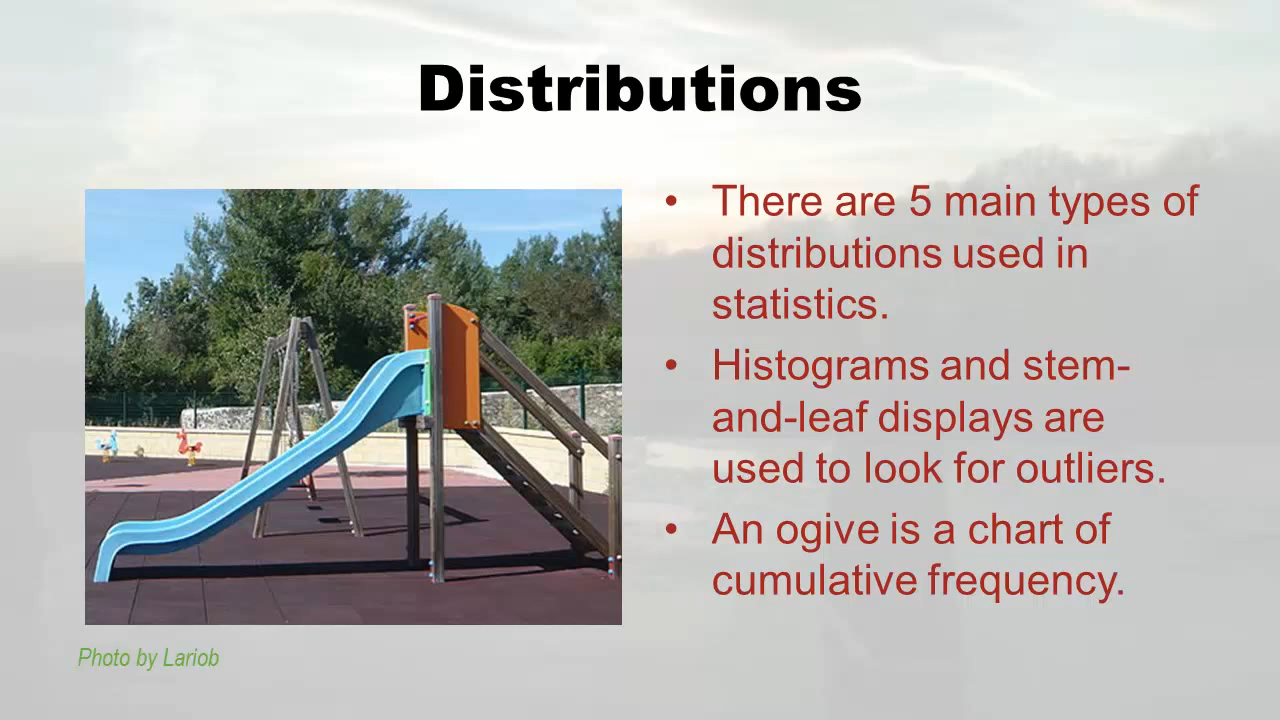 Distributions
• There are 5 main types of
distributions used in
statistics.
• Histograms and stem-
and-leaf displays are
used to look for outliers.
• An ogive is a chart of
cumulative frequency.
Photo by Lariob